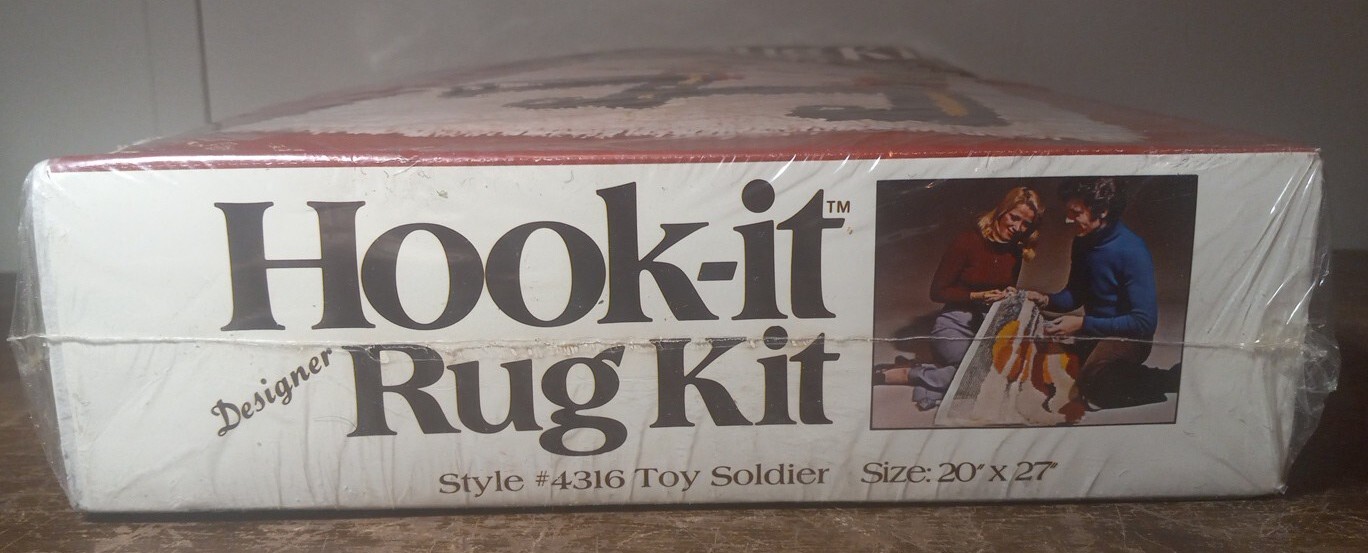 Hook-it™
Designer Rug Kit
Style #4316 Toy Soldier Size: 20" x 27"